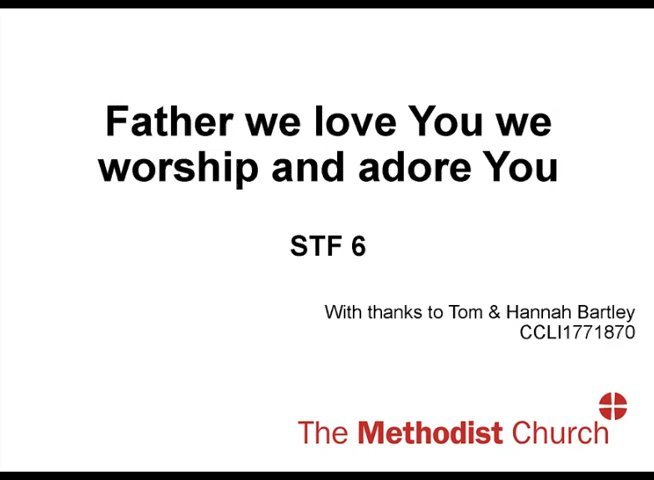 Father we love You we
worship and adore You
STF 6
With thanks to Tom & Hannah Bartley
CCLI1771870
The Methodist Church